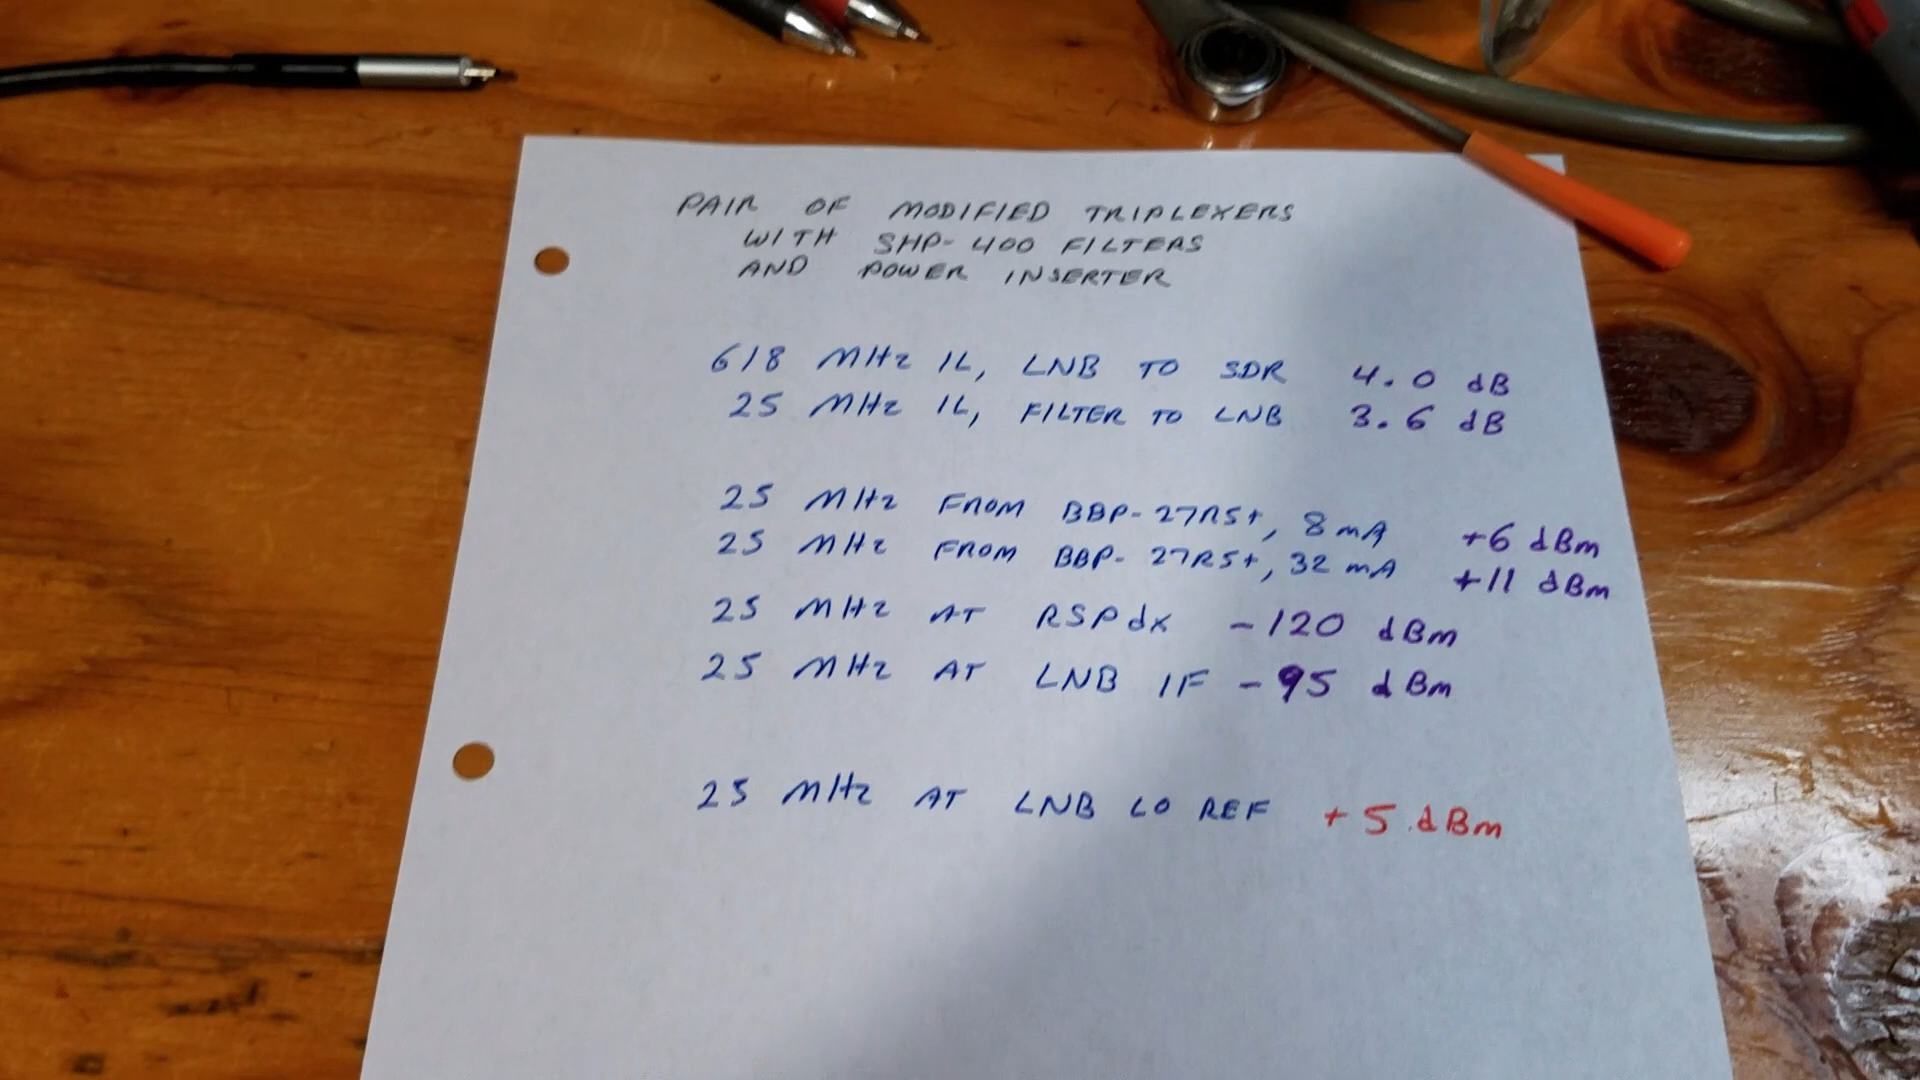 PAIR OF MODIFIED TRIPLEXERS
WITH SHP-400 FILTERS
AND POWER INSERTER
618 MHz IL, LNB TO SDR 4.0 dB
25 MHz IL, FILTER TO LNB 3.6 dB
25 MHz FROM BBP-27RS+, 8 mA +6 dBm
25 MHz FROM BBP-27RS+, 32 mA +11 dBm
25 MHz AT RSPdx -120 dBm
25 MHz AT LNB IF -95 dBm
25 MHz AT LNB LO REF +5 dBm